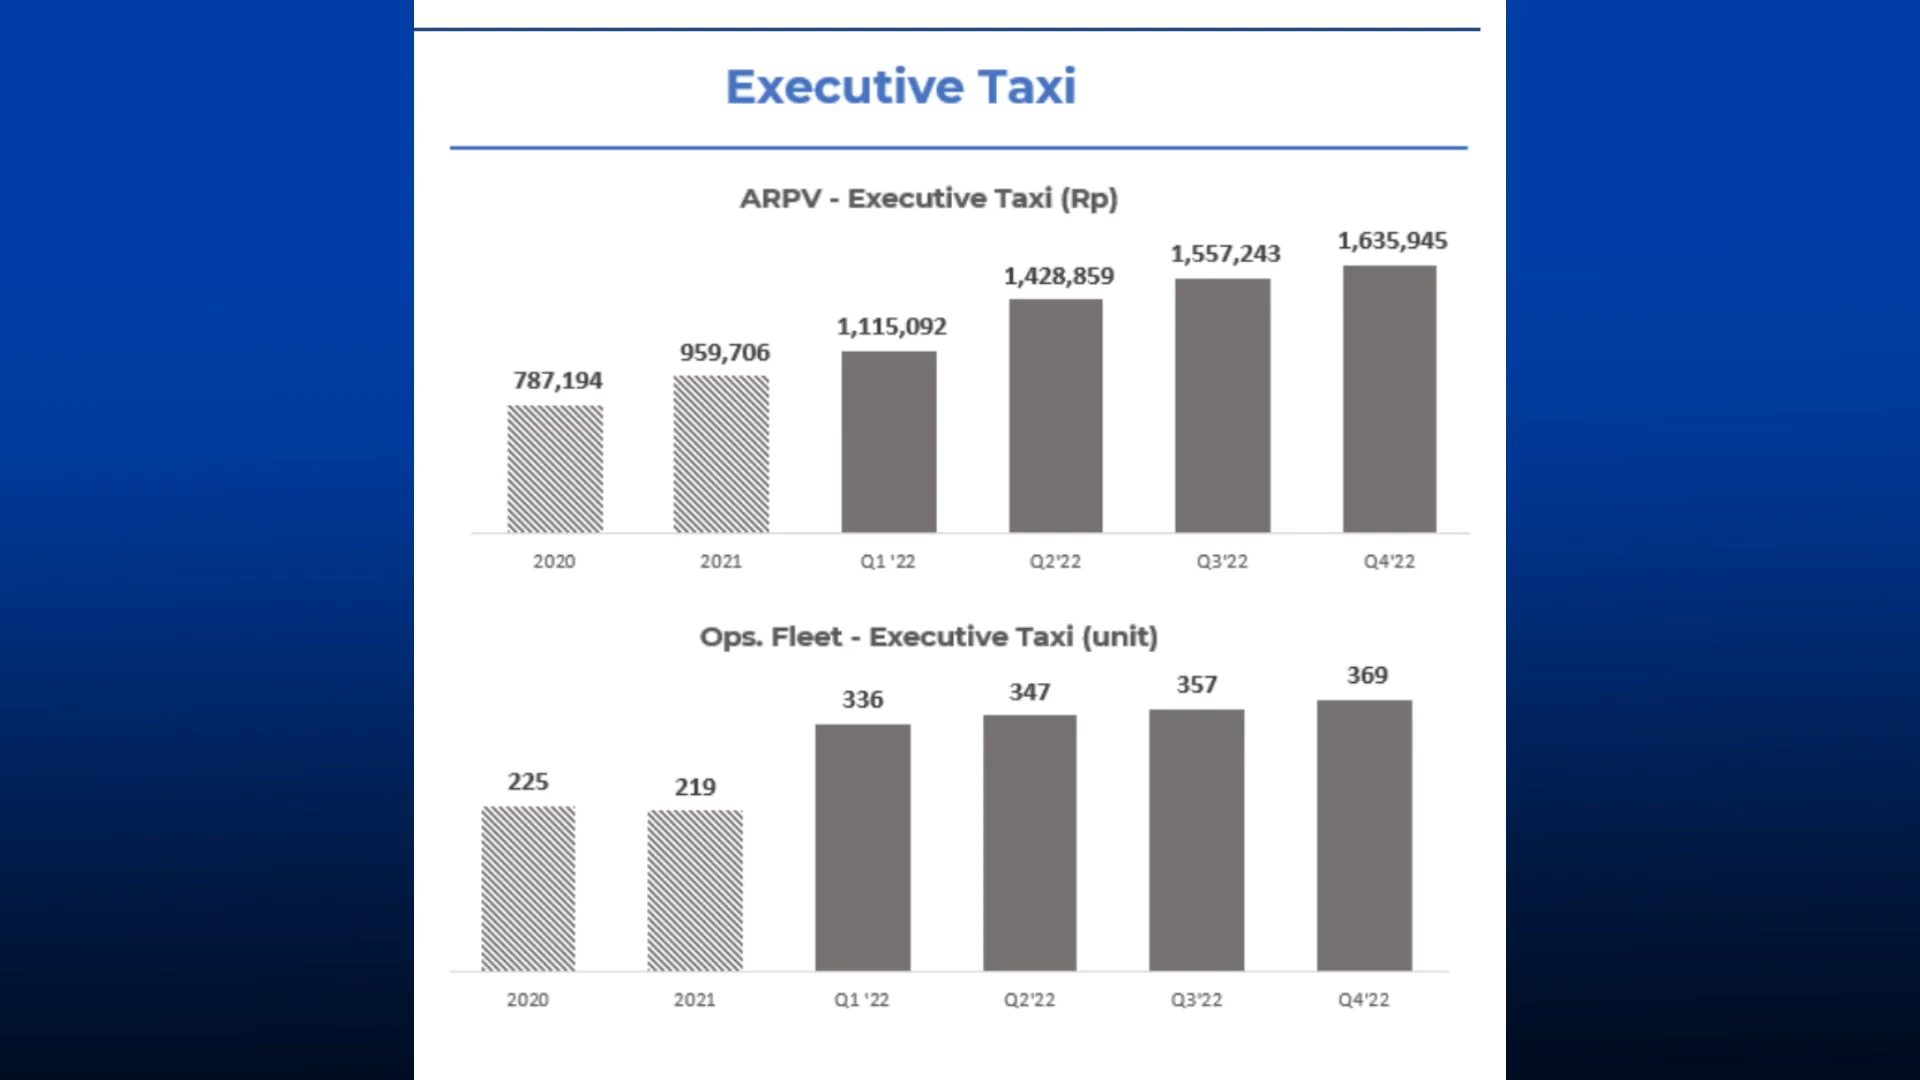 Executive Taxi
ARPV - Executive Taxi (Rp)
787,194
959,706
1,115,092
1,428,859
1,557,243
1,635,945
2020
2021
Q1 '22
Q2'22
Q3'22
Q4'22
Ops. Fleet - Executive Taxi (unit)
225
219
336
347
357
369
2020
2021
Q1 '22
Q2'22
Q3'22
Q4'22